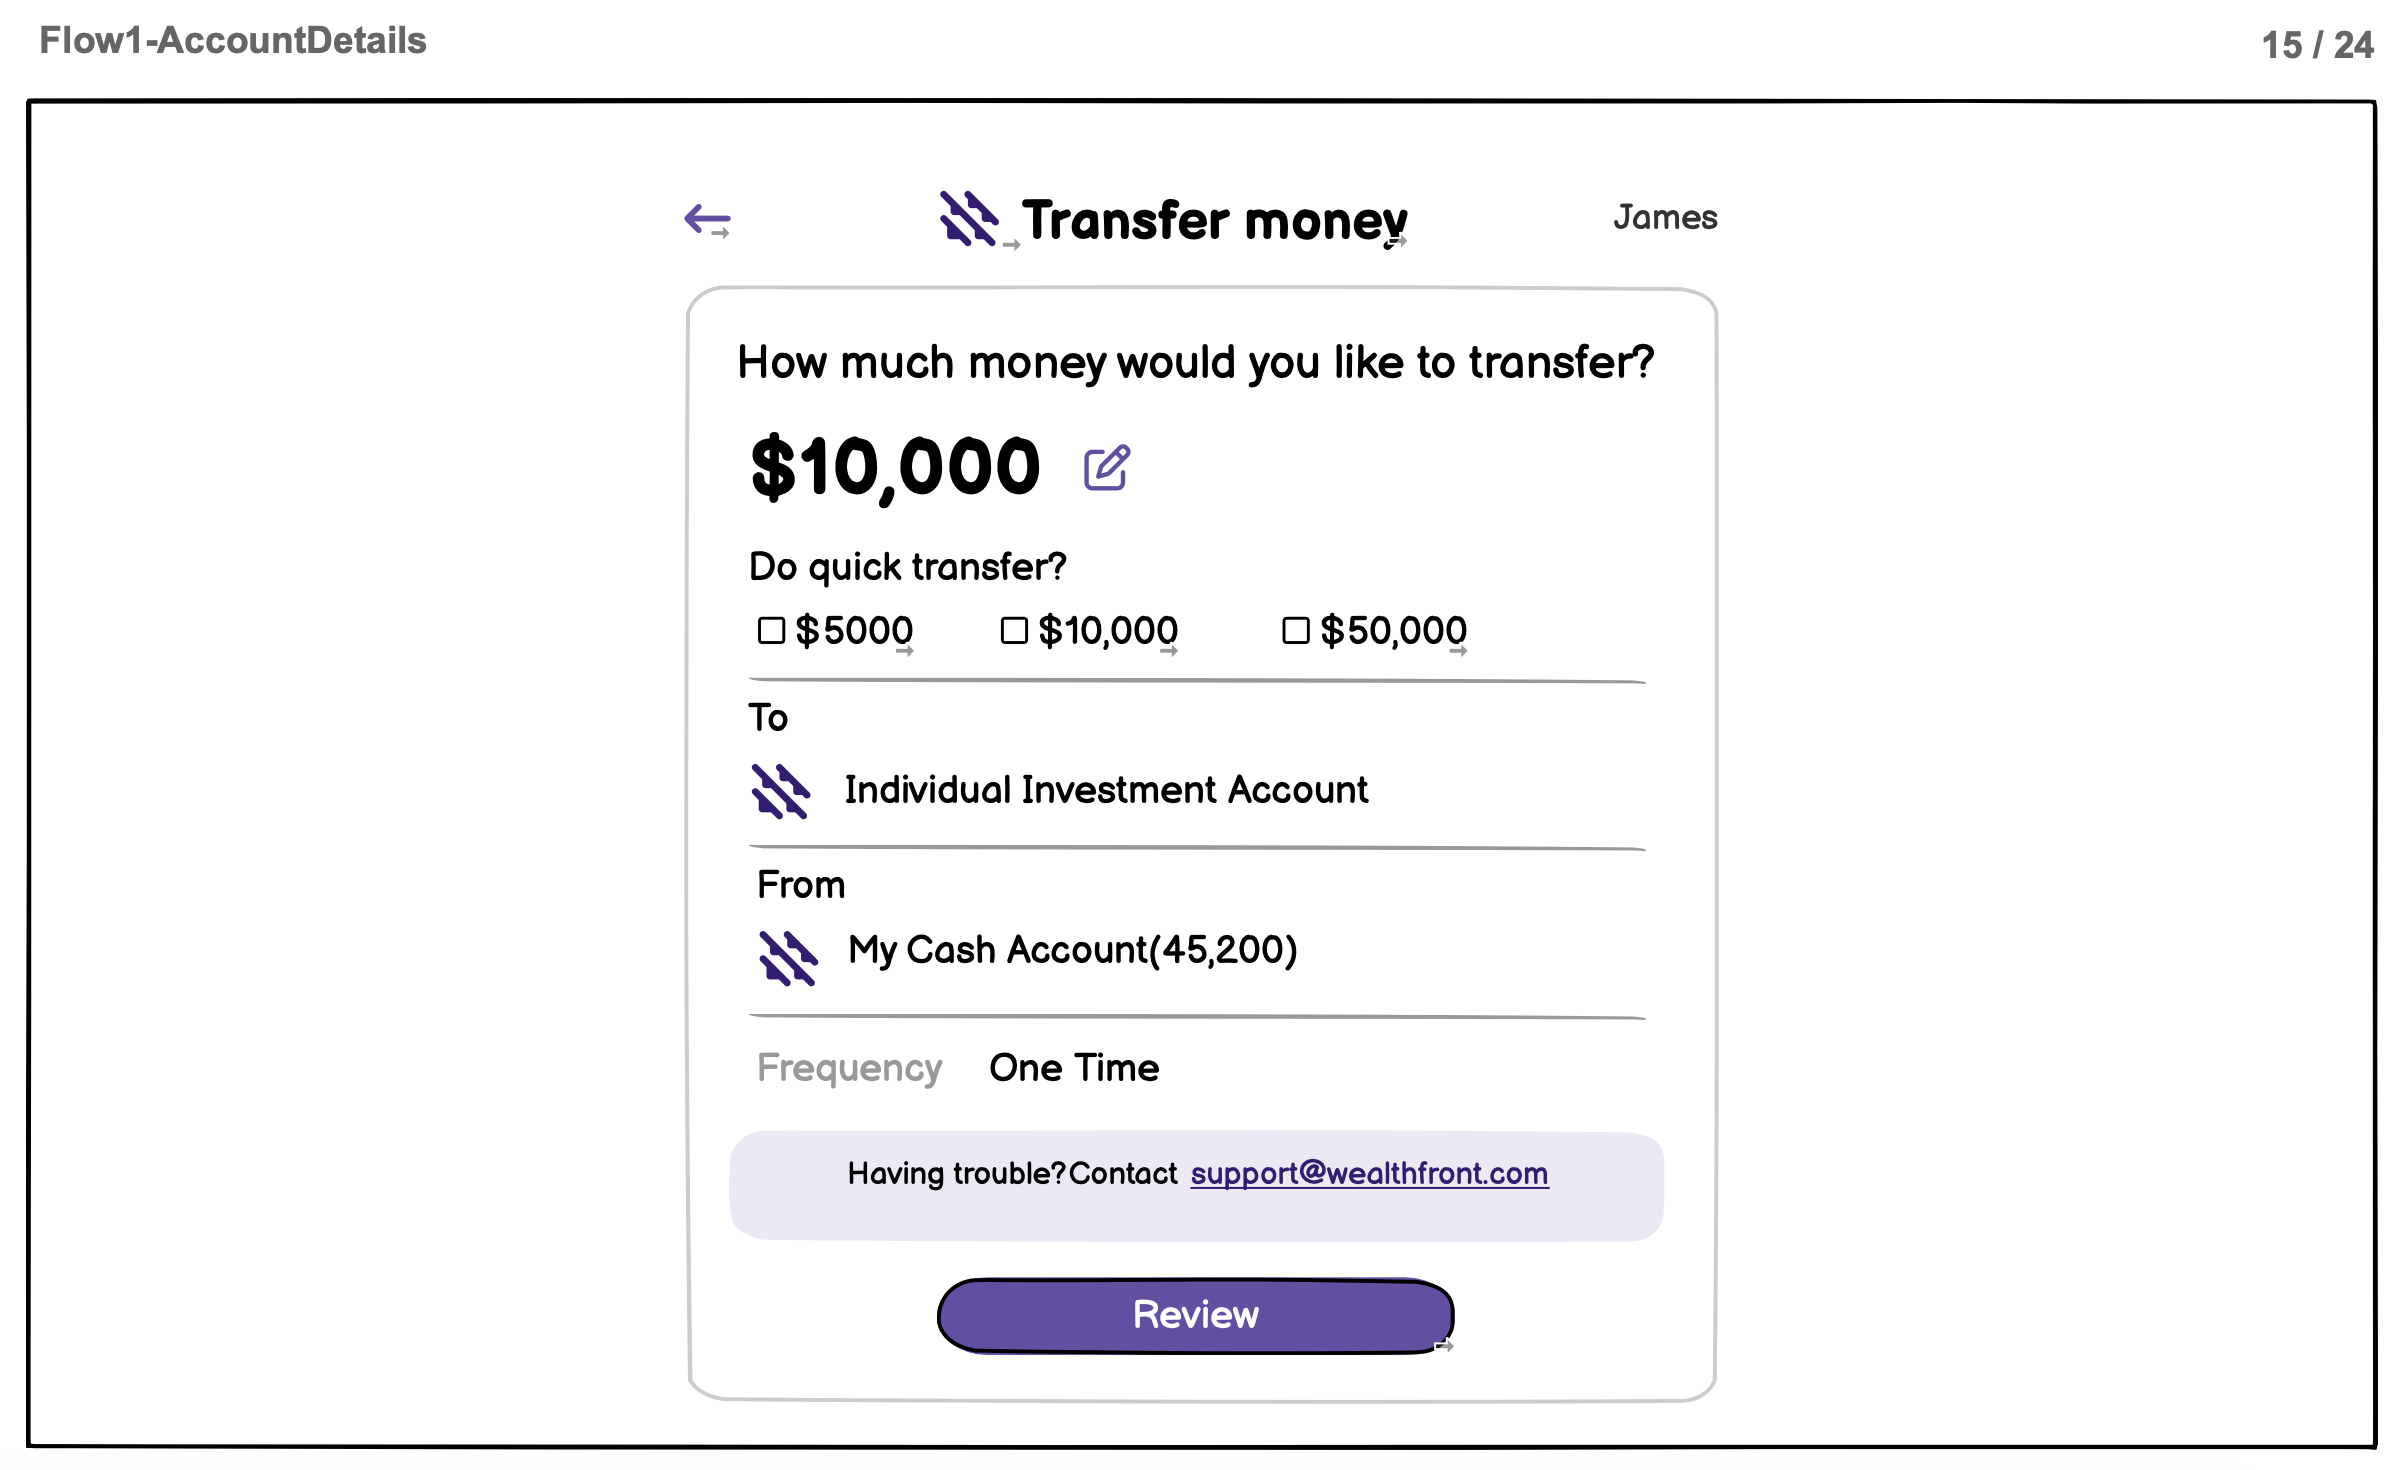 Flow1-AccountDetails
15 / 24
Transfer money
James
How much money would you like to transfer?
$10,000
Do quick transfer?
$5000 $10,000 $50,000
To
Individual Investment Account
From
My Cash Account(45,200)
Frequency One Time
Having trouble?Contact support@wealthfront.com
Review